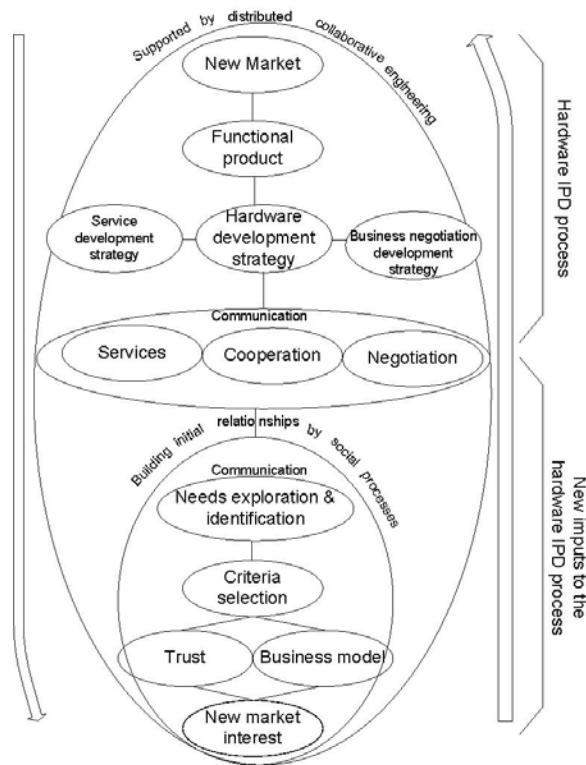 Supported by distributed collaborative engineering
New Market
Functional
product
Service
development
strategy
Hardware
development
strategy
Business negotiation
development
strategy
Communication
Services
Cooperation
Negotiation
Building initial relationships by social processes
Communication
Needs exploration &
identification
Criteria
selection
Trust
Business model
New market
interest
Hardware IPD process
New imputs to the
hardware IPD process